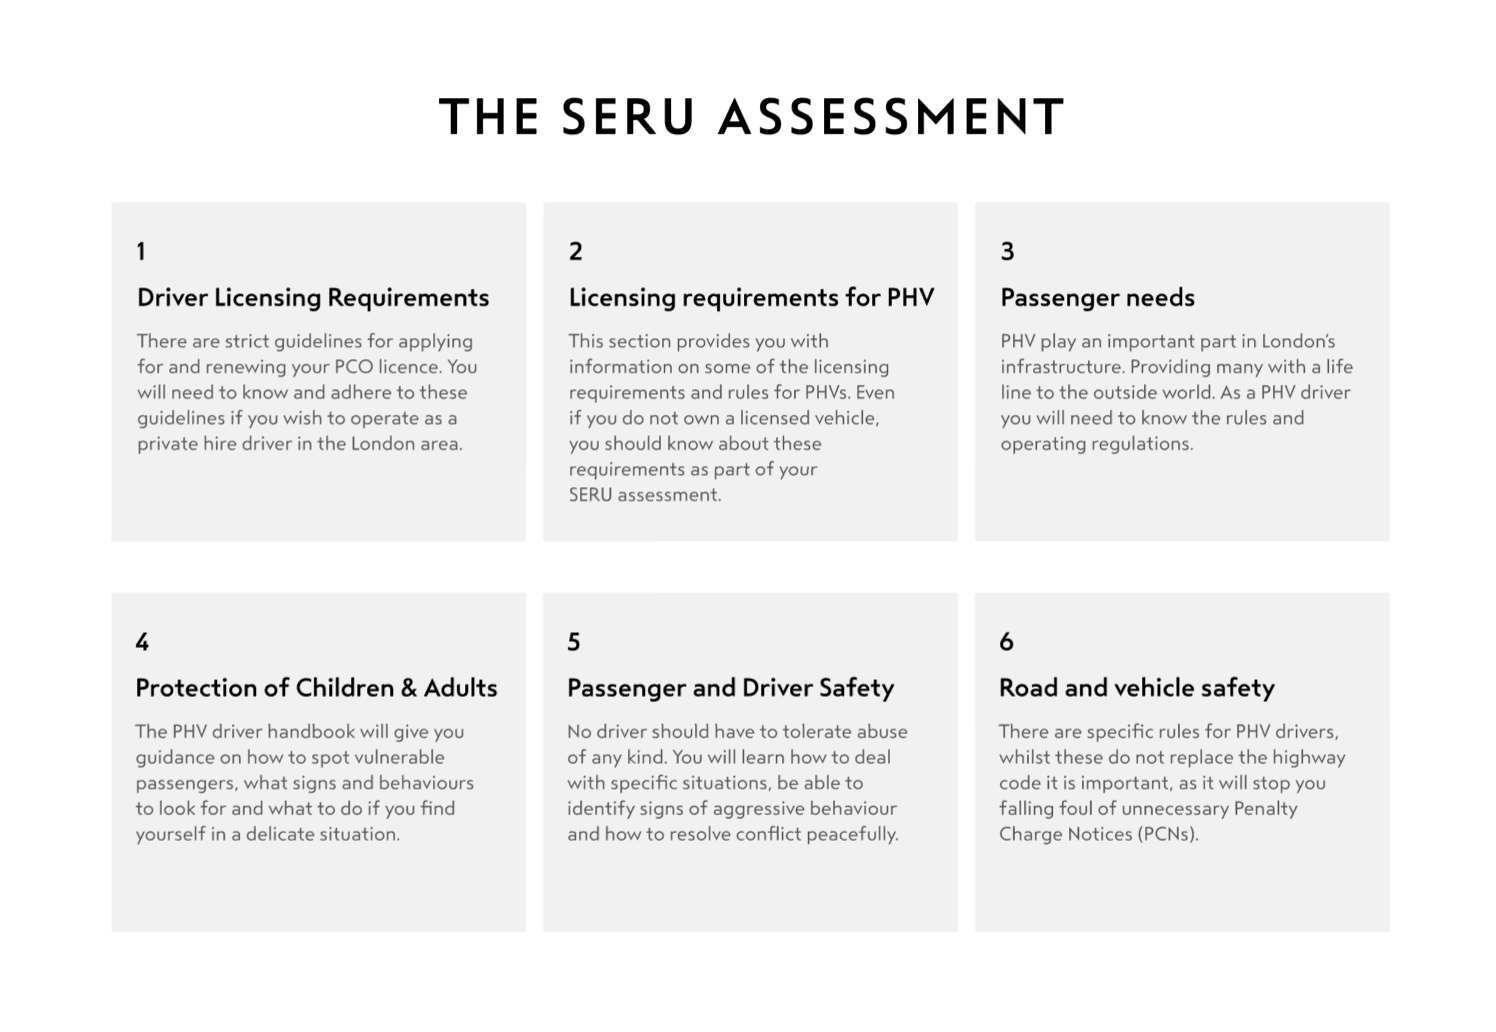 THE SERU ASSESSMENT
1
Driver Licensing Requirements
There are strict guidelines for applying
for and renewing your PCO licence. You
will need to know and adhere to these
guidelines if you wish to operate as a
private hire driver in the London area.
2
Licensing requirements for PHV
This section provides you with
information on some of the licensing
requirements and rules for PHVs. Even
if you do not own a licensed vehicle,
you should know about these
requirements as part of your
SERU assessment.
3
Passenger needs
PHV play an important part in London's
infrastructure. Providing many with a life
line to the outside world. As a PHV driver
you will need to know the rules and
operating regulations.
4
Protection of Children & Adults
The PHV driver handbook will give you
guidance on how to spot vulnerable
passengers, what signs and behaviours
to look for and what to do if you find
yourself in a delicate situation.
5
Passenger and Driver Safety
No driver should have to tolerate abuse
of any kind. You will learn how to deal
with specific situations, be able to
identify signs of aggressive behaviour
and how to resolve conflict peacefully.
6
Road and vehicle safety
There are specific rules for PHV drivers,
whilst these do not replace the highway
code it is important, as it will stop you
falling foul of unnecessary Penalty
Charge Notices (PCNs).